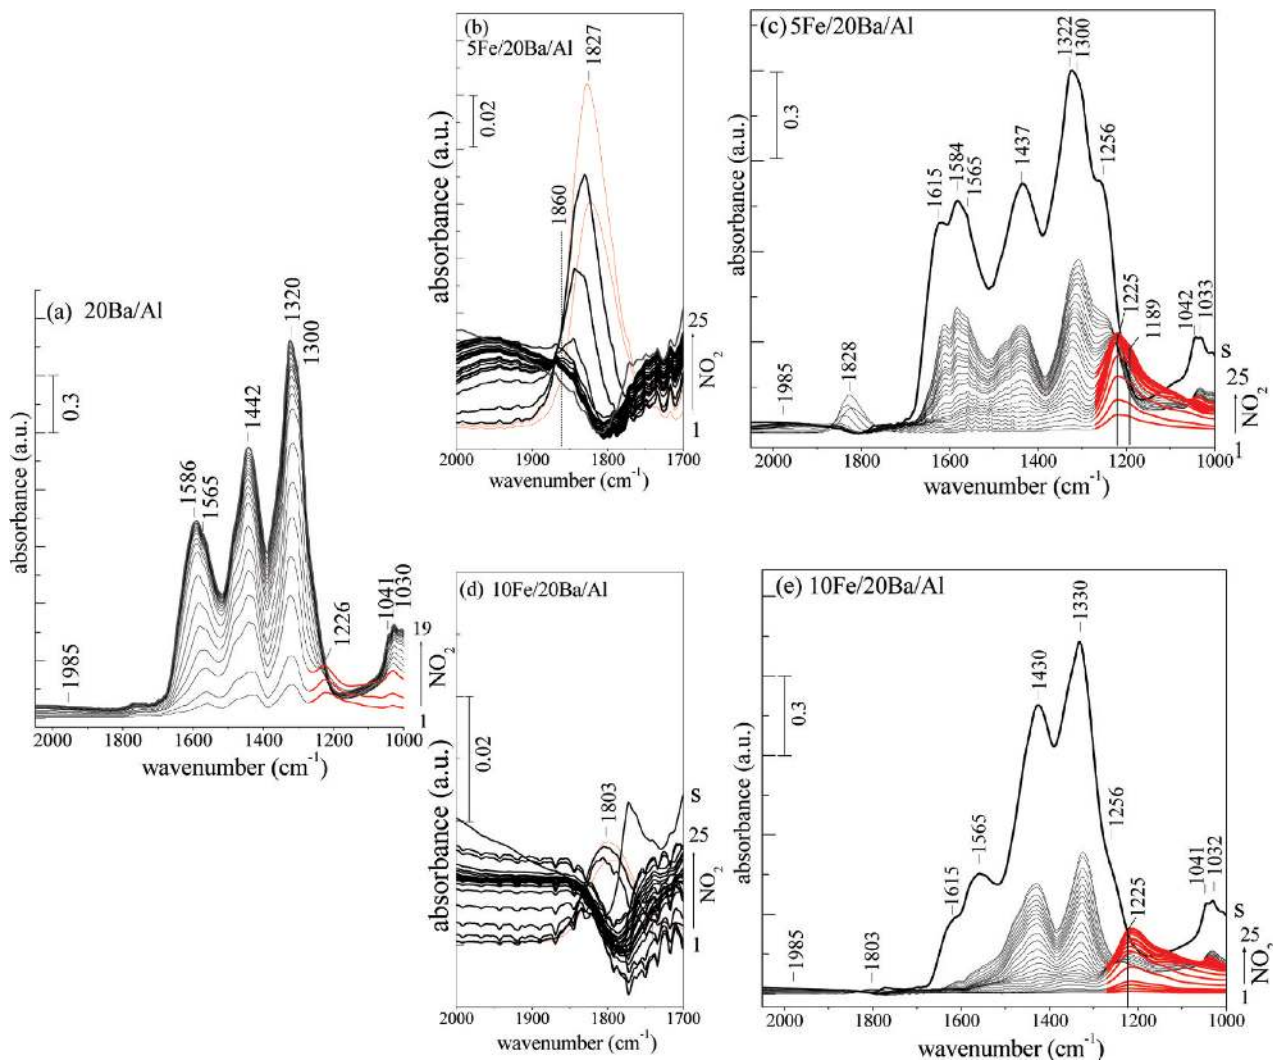 (a) 20Ba/Al
absorbance (a.u.)
0.3
1985
1586
1565
1442
1320
1300
1226
1041
1030
19
NO2
1
2000 1800 1600 1400 1200 1000
wavenumber (cm-1)
(b)
5Fe/20Ba/Al
absorbance (a.u.)
0.02
1860
1827
25
NO2
1
2000 1900 1800 1700
wavenumber (cm-1)
(c) 5Fe/20Ba/Al
absorbance (a.u.)
0.3
1985
1828
1615
1584
1565
1437
1322
1300
1256
1225
1189
1042
1033
s
25
NO2
1
2000 1800 1600 1400 1200 1000
wavenumber (cm-1)
(d) 10Fe/20Ba/Al
absorbance (a.u.)
0.02
1803
s
25
NO2
1
2000 1900 1800 1700
wavenumber (cm-1)
(e) 10Fe/20Ba/Al
absorbance (a.u.)
0.3
1985
1803
1615
1565
1430
1330
1256
1225
1041
1032
s
25
NO2
1
2000 1800 1600 1400 1200 1000
wavenumber (cm-1)